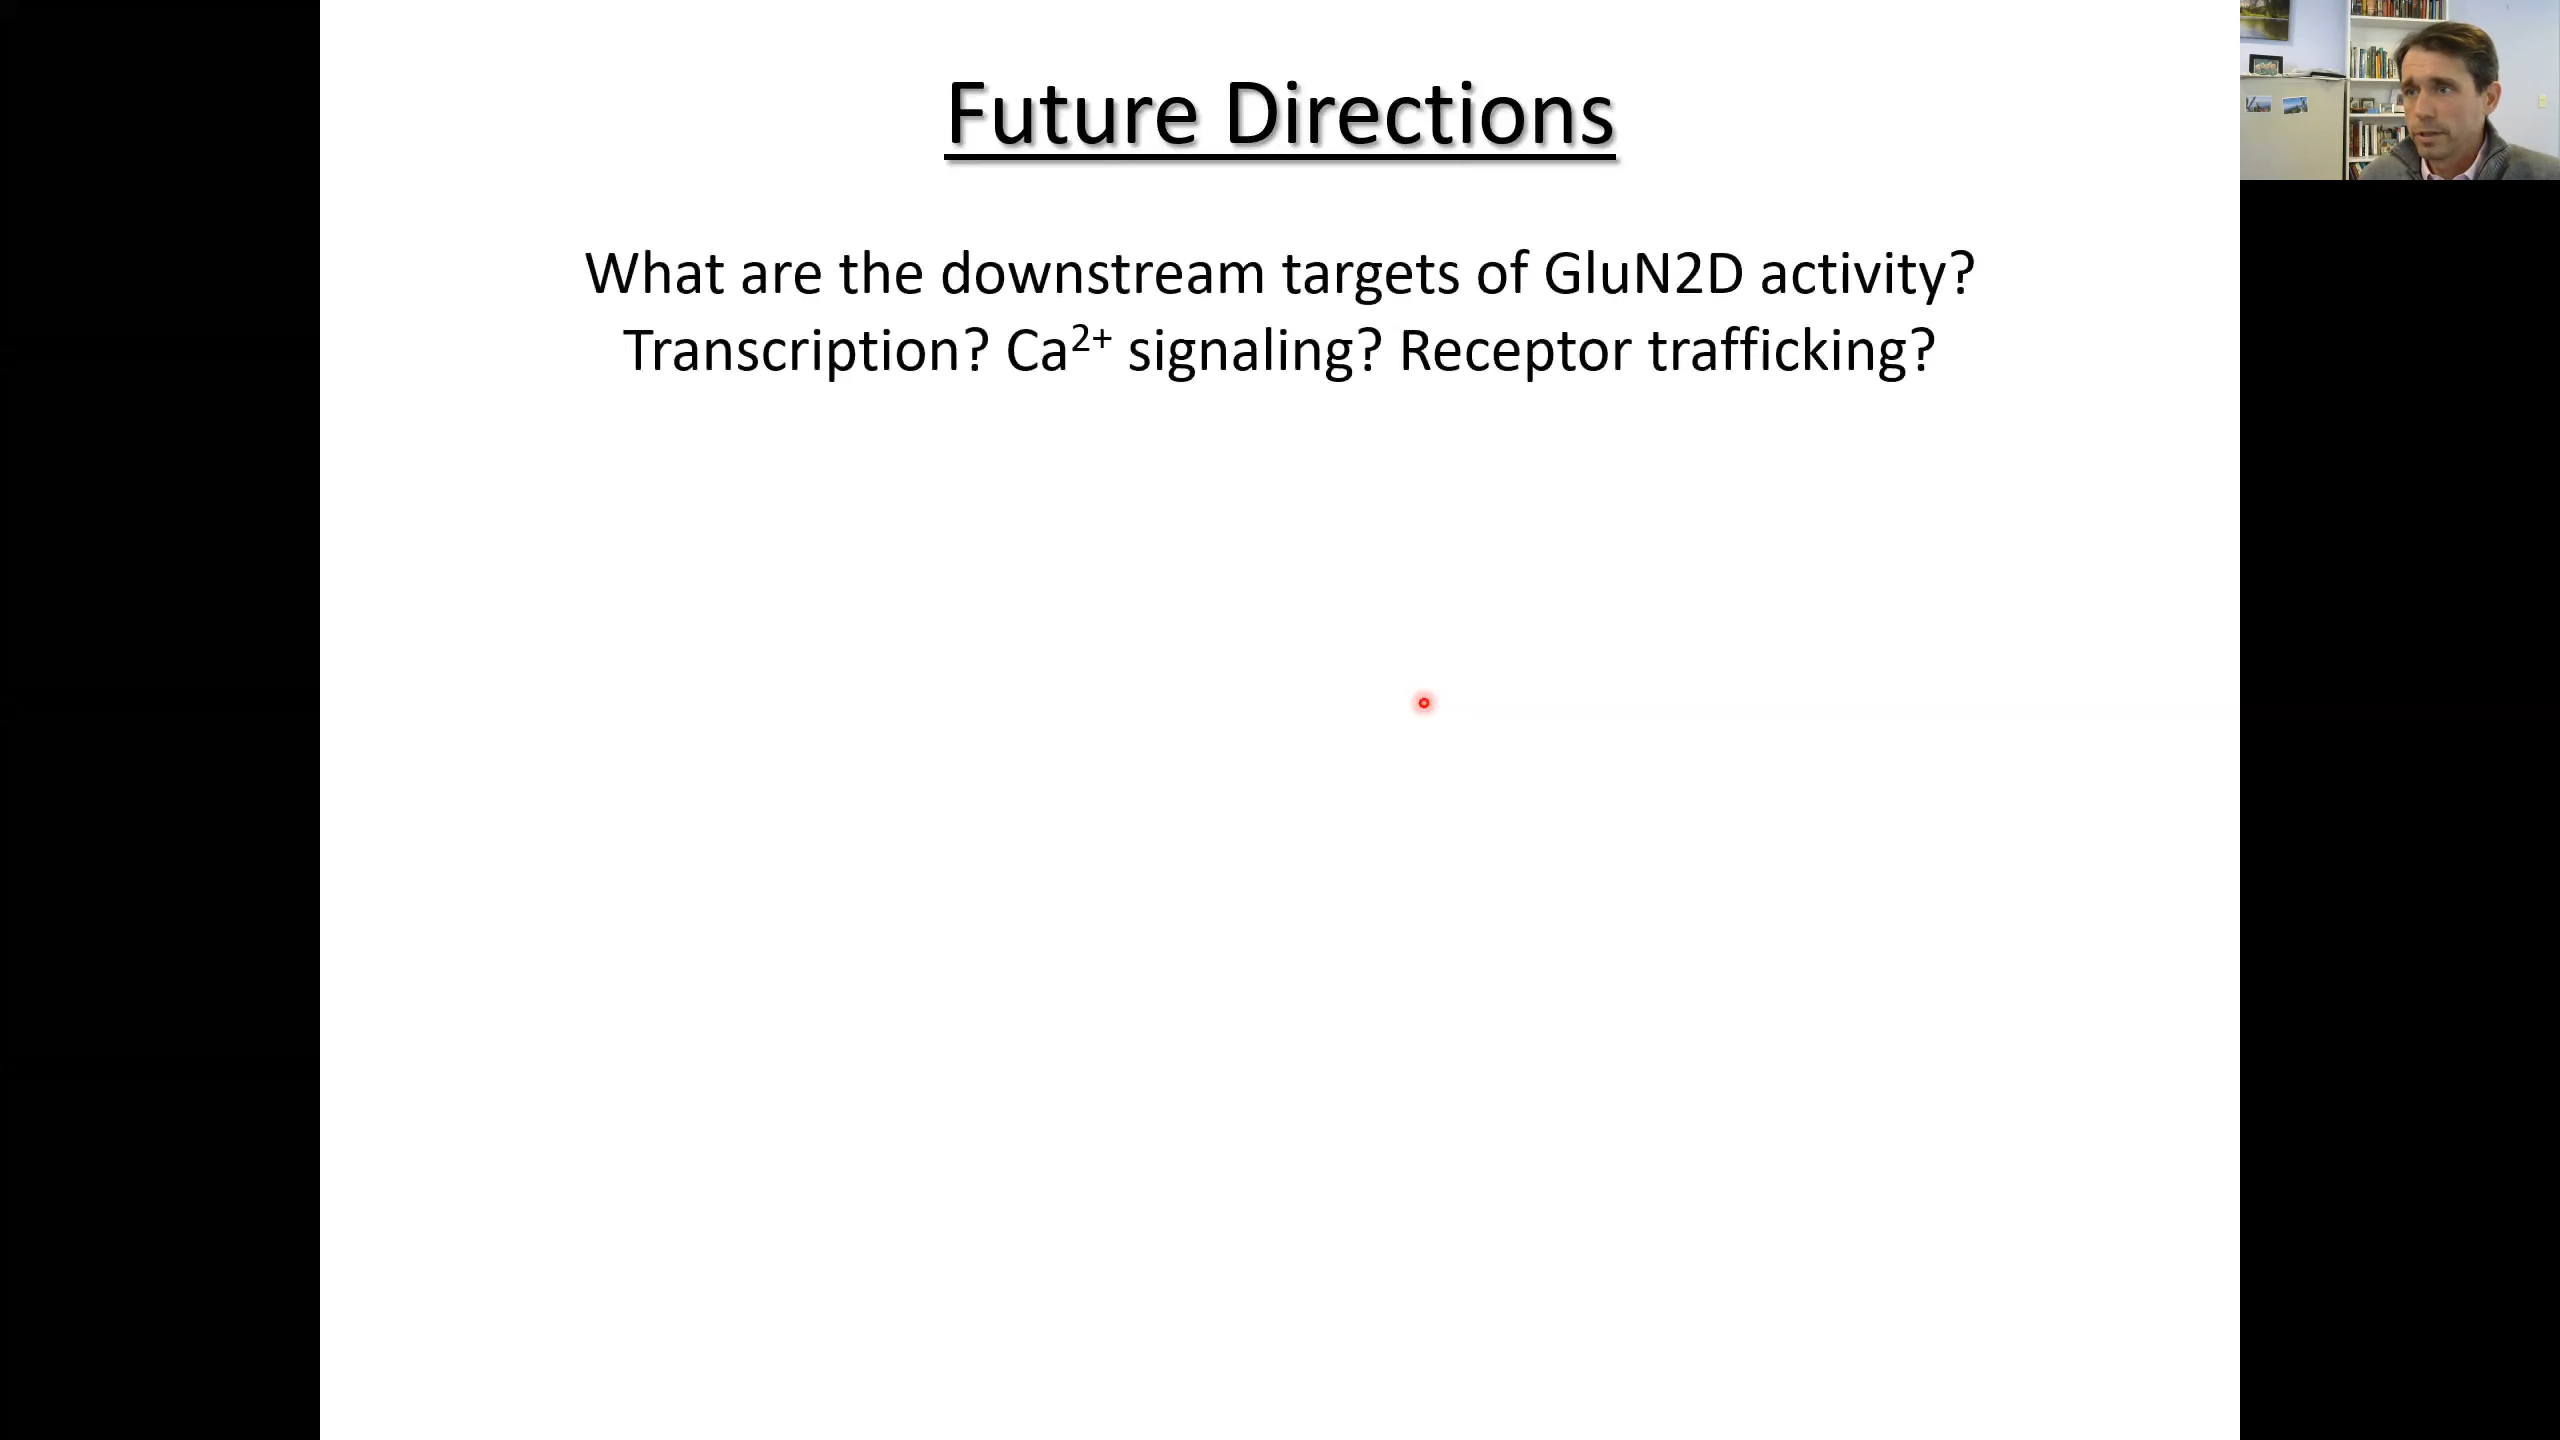 Future Directions
What are the downstream targets of GluN2D activity?
Transcription? Ca²⁺ signaling? Receptor trafficking?